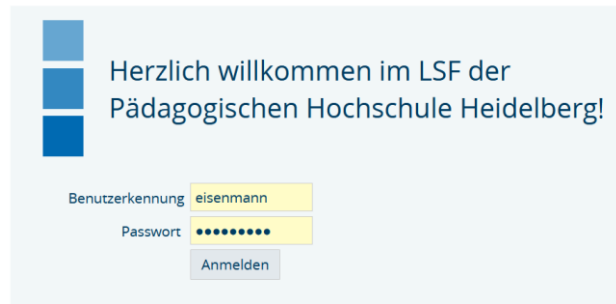 Herzlich willkommen im LSF der
Pädagogischen Hochschule Heidelberg!
Benutzerkennung eisenmann
Passwort •••••••••
Anmelden